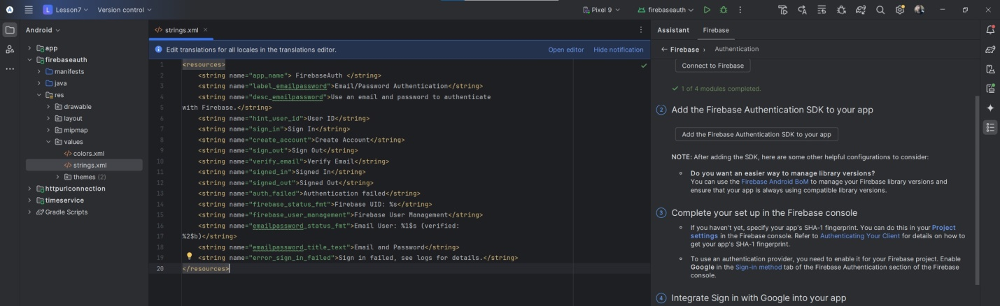 L Lesson7 Version control Pixel 9 firebaseauth
Android
app
firebaseauth
manifests
java
res
drawable
layout
mipmap
values
colors.xml
strings.xml
themes (2)
httpurlconnection
timeservice
Gradle Scripts
strings.xml
Edit translations for all locales in the translations editor. Open editor Hide notification
1 <resources>
2 <string name="app_name"> FirebaseAuth </string>
3 <string name="label_emailpassword">Email/Password Authentication</string>
4 <string name="desc_emailpassword">Use an email and password to authenticate
5 with Firebase.</string>
6 <string name="hint_user_id">User ID</string>
7 <string name="sign_in">Sign In</string>
8 <string name="create_account">Create Account</string>
9 <string name="sign_out">Sign Out</string>
10 <string name="verify_email">Verify Email</string>
11 <string name="signed_in">Signed In</string>
12 <string name="signed_out">Signed Out</string>
13 <string name="auth_failed">Authentication failed</string>
14 <string name="firebase_status_fmt">Firebase UID: %s</string>
15 <string name="firebase_user_management">Firebase User Management</string>
16 <string name="emailpassword_status_fmt">Email User: %1$s (verified:
17 %2$b)</string>
18 <string name="emailpassword_title_text">Email and Password</string>
19 <string name="error_sign_in_failed">Sign in failed, see logs for details.</string>
20 </resources>
Assistant Firebase
← Firebase › Authentication
Connect to Firebase
✓ 1 of 4 modules completed.
2 Add the Firebase Authentication SDK to your app
Add the Firebase Authentication SDK to your app
NOTE: After adding the SDK, here are some other helpful configurations to consider:
Do you want an easier way to manage library versions?
You can use the Firebase Android BoM to manage your Firebase library versions and
ensure that your app is always using compatible library versions.
3 Complete your set up in the Firebase console
If you haven't yet, specify your app's SHA-1 fingerprint. You can do this in your Project
settings in the Firebase console. Refer to Authenticating Your Client for details on how to
get your app's SHA-1 fingerprint.
To use an authentication provider, you need to enable it for your Firebase project. Enable
Google in the Sign-in method tab of the Firebase Authentication section of the Firebase
console.
4 Integrate Sign in with Google into your app